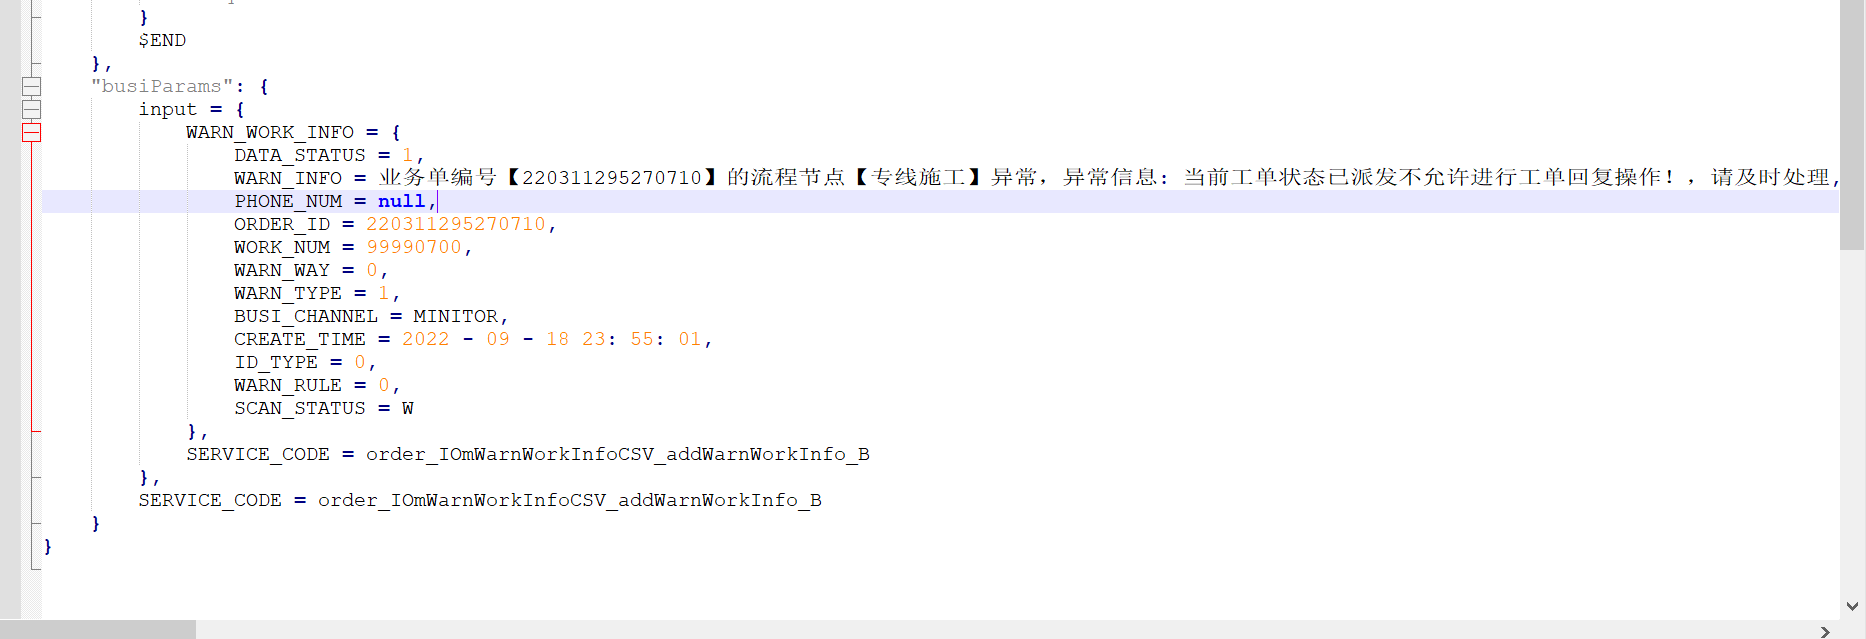 }
$END
},
"busiParams": {
input = {
WARN_WORK_INFO = {
DATA_STATUS = 1,
WARN_INFO = 业务单编号【220311295270710】的流程节点【专线施工】异常，异常信息：当前工单状态已派发不允许进行工单回复操作！，请及时处理,
PHONE_NUM = null,
ORDER_ID = 220311295270710,
WORK_NUM = 99990700,
WARN_WAY = 0,
WARN_TYPE = 1,
BUSI_CHANNEL = MINITOR,
CREATE_TIME = 2022 - 09 - 18 23: 55: 01,
ID_TYPE = 0,
WARN_RULE = 0,
SCAN_STATUS = W
},
SERVICE_CODE = order_IOmWarnWorkInfoCSV_addWarnWorkInfo_B
},
SERVICE_CODE = order_IOmWarnWorkInfoCSV_addWarnWorkInfo_B
}
}